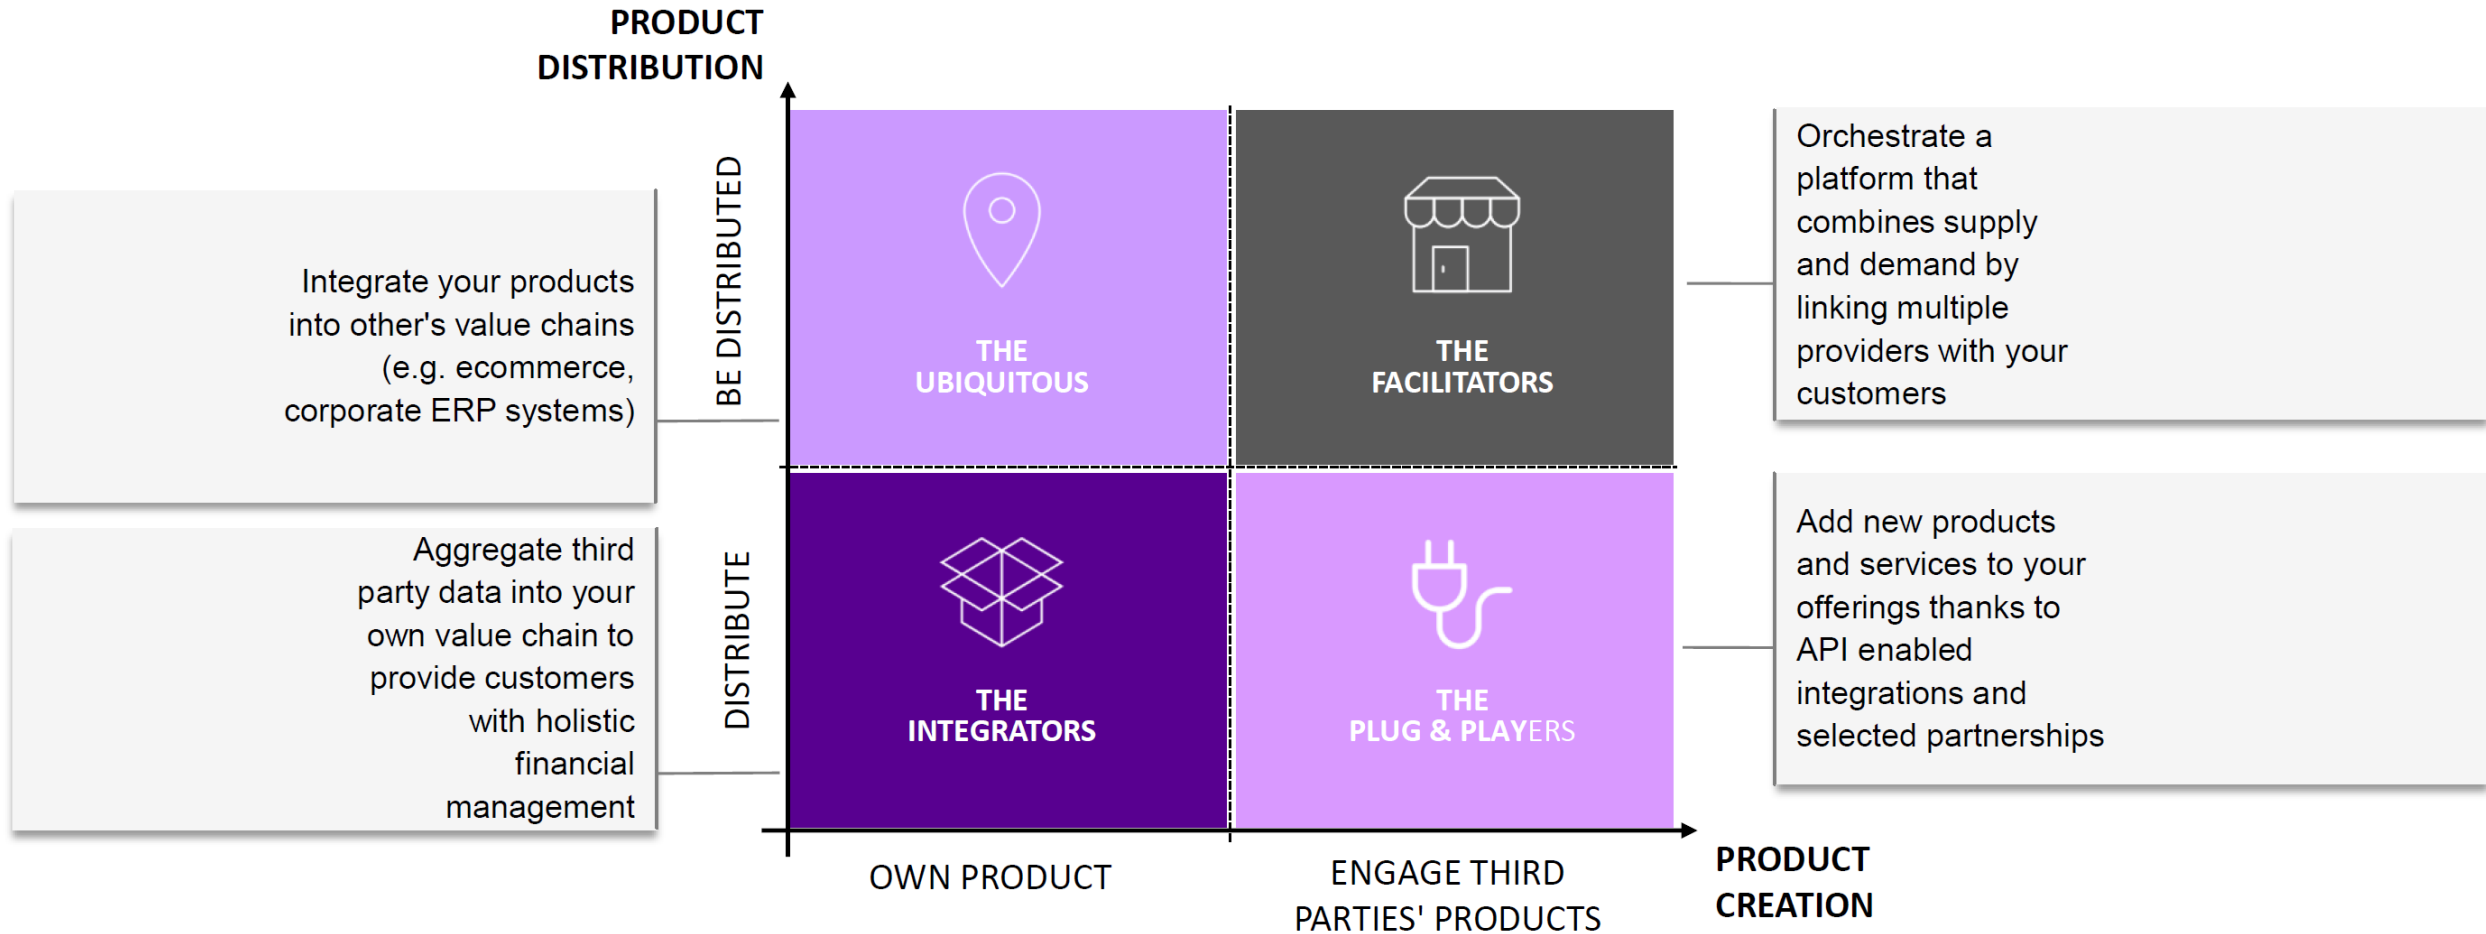 PRODUCT
DISTRIBUTION
BE DISTRIBUTED
DISTRIBUTE
Integrate your products
into other's value chains
(e.g. ecommerce,
corporate ERP systems)
Aggregate third
party data into your
own value chain to
provide customers
with holistic
financial
management
THE
UBIQUITOUS
THE
FACILITATORS
THE
INTEGRATORS
THE
PLUG & PLAYERS
Orchestrate a
platform that
combines supply
and demand by
linking multiple
providers with your
customers
Add new products
and services to your
offerings thanks to
API enabled
integrations and
selected partnerships
OWN PRODUCT
ENGAGE THIRD
PARTIES' PRODUCTS
PRODUCT
CREATION